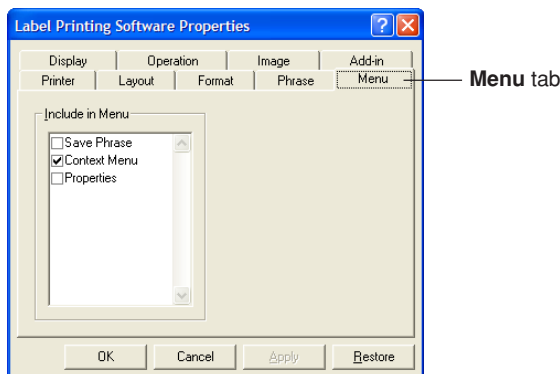 Label Printing Software Properties
Display Operation Image Add-in
Printer Layout Format Phrase Menu
Menu tab
Include in Menu
Save Phrase
Context Menu
Properties
OK Cancel Apply Restore